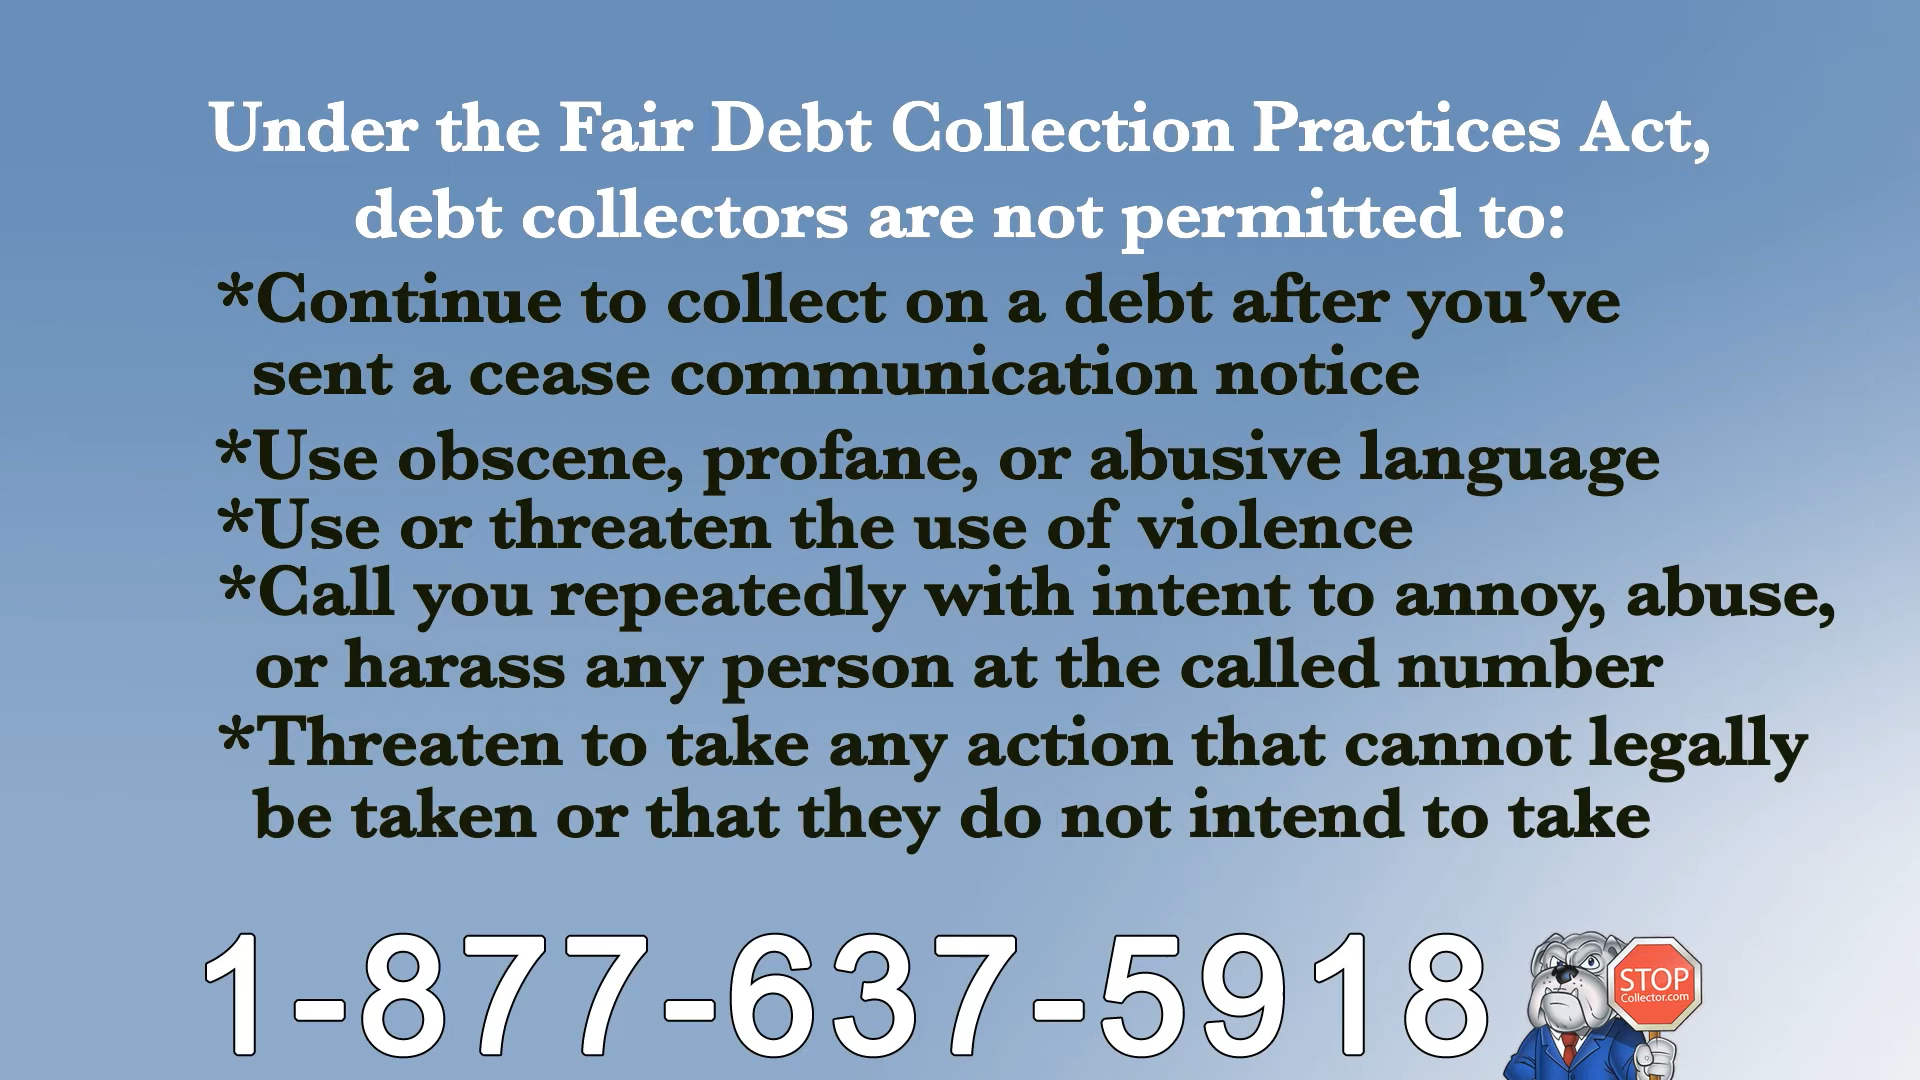 Under the Fair Debt Collection Practices Act,
debt collectors are not permitted to:
*Continue to collect on a debt after you’ve
sent a cease communication notice
*Use obscene, profane, or abusive language
*Use or threaten the use of violence
*Call you repeatedly with intent to annoy, abuse,
or harass any person at the called number
*Threaten to take any action that cannot legally
be taken or that they do not intend to take
1-877-637-5918
STOP
Collector.com